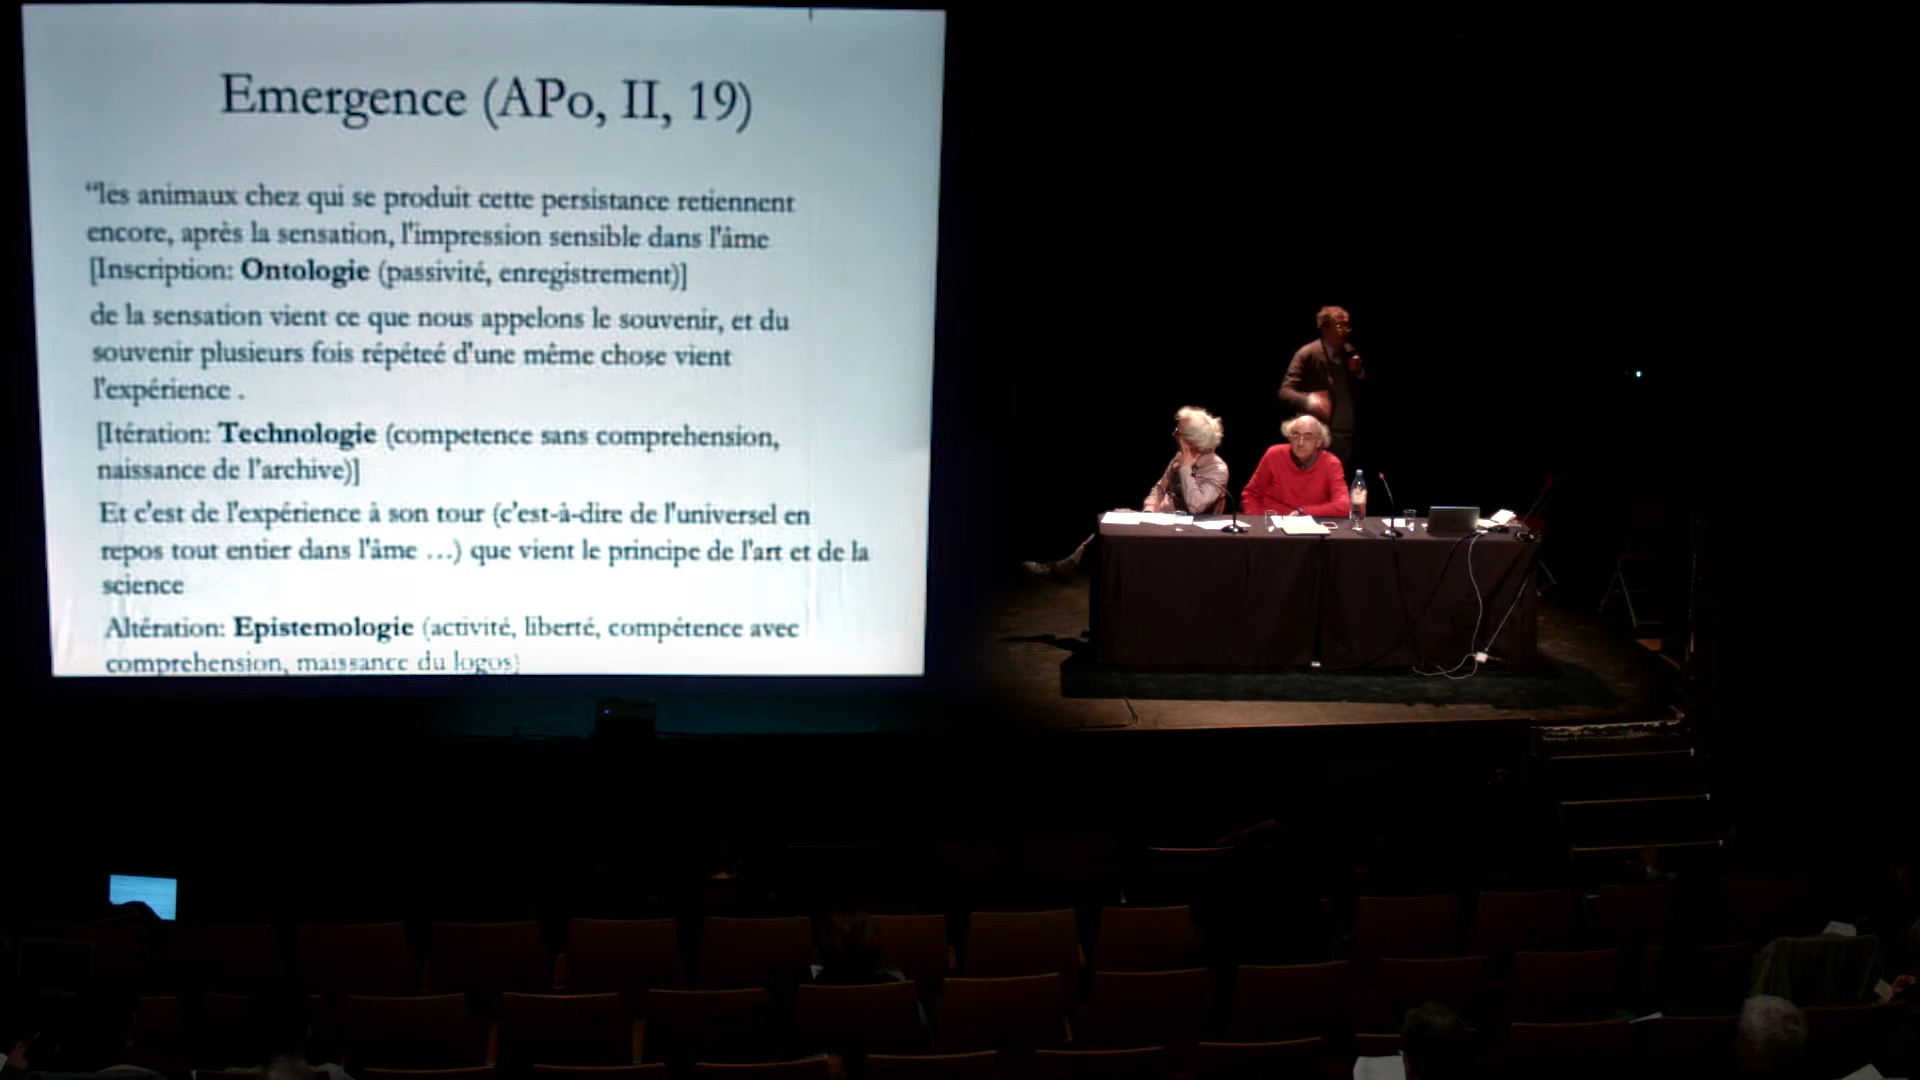 Emergence (APo, II, 19)
“les animaux chez qui se produit cette persistance retiennent
encore, après la sensation, l'impression sensible dans l'âme
[Inscription: Ontologie (passivité, enregistrement)]
de la sensation vient ce que nous appelons le souvenir, et du
souvenir plusieurs fois répéteé d'une même chose vient
l'expérience .
[Itération: Technologie (competence sans comprehension,
naissance de l'archive)]
Et c'est de l'expérience à son tour (c'est-à-dire de l'universel en
repos tout entier dans l'âme …) que vient le principe de l'art et de la
science
Altération: Epistemologie (activité, liberté, compétence avec
comprehension, maissance du logos)